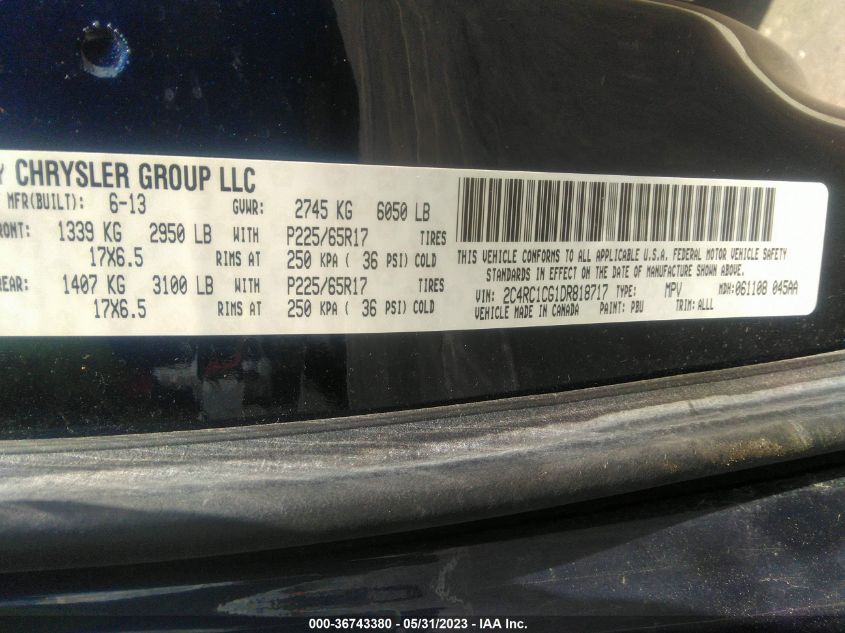 CHRYSLER GROUP LLC
MFR(BUILT): 6-13 GVWR: 2745 KG 6050 LB
1339 KG 2950 LB WITH P225/65R17 TIRES
17X6.5 RIMS AT 250 KPA ( 36 PSI) COLD
1407 KG 3100 LB WITH P225/65R17 TIRES
17X6.5 RIMS AT 250 KPA ( 36 PSI) COLD
THIS VEHICLE CONFORMS TO ALL APPLICABLE U.S.A. FEDERAL MOTOR VEHICLE SAFETY
STANDARDS IN EFFECT ON THE DATE OF MANUFACTURE SHOWN ABOVE.
VIN: 2C4RC1CG1DR818717 TYPE: MPV MDH: 061108 045AA
VEHICLE MADE IN CANADA PAINT: PBU TRIM: ALLL
000-36743380 - 05/31/2023 - IAA Inc.